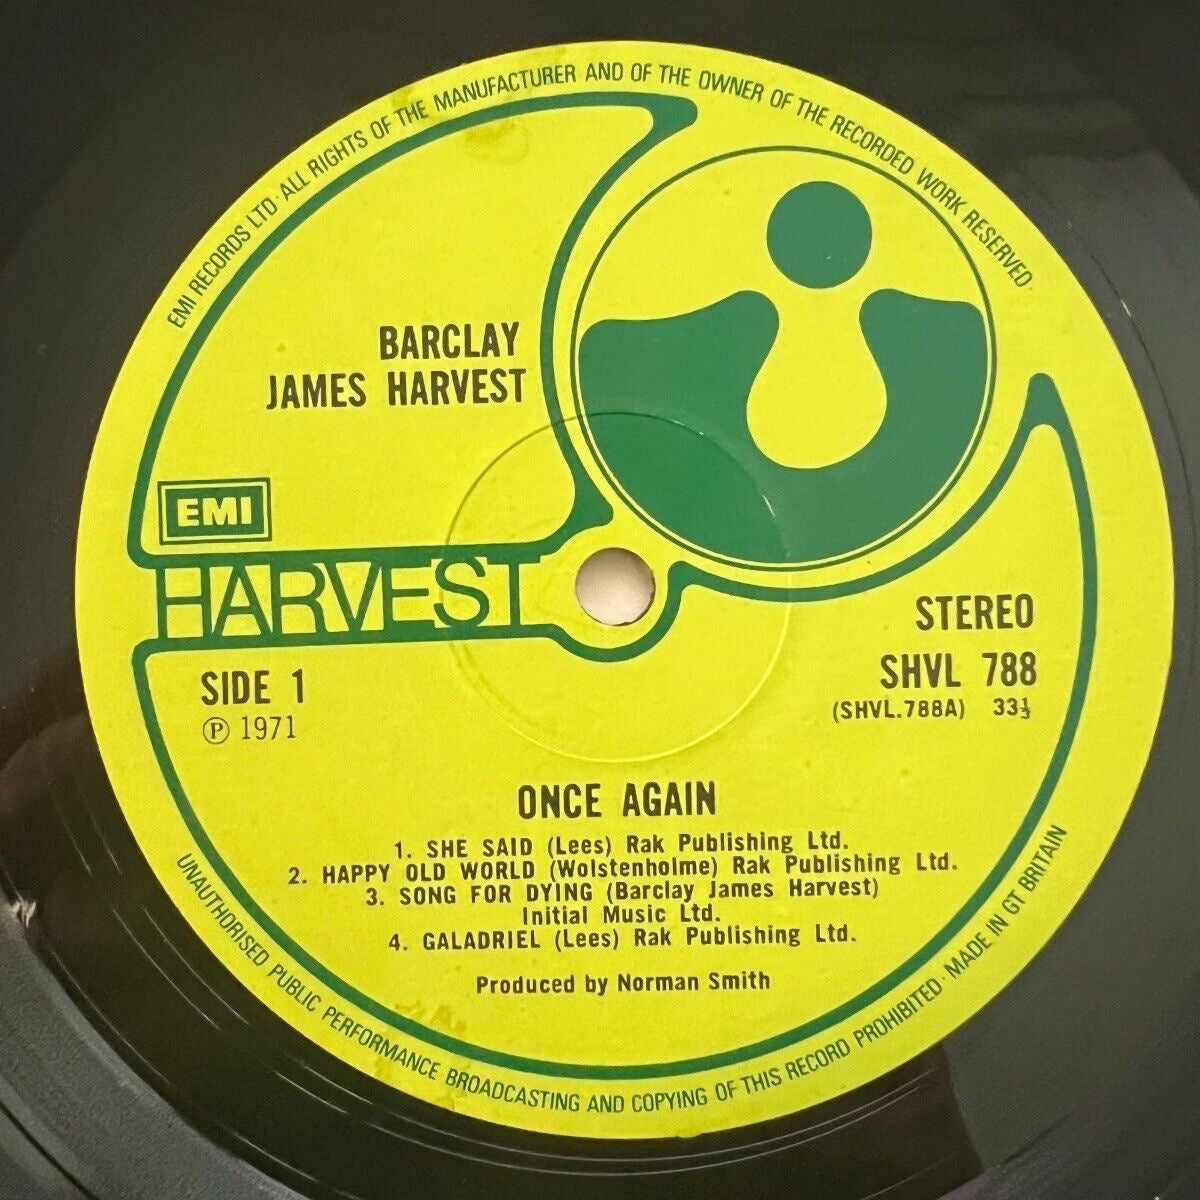 EMI RECORDS LTD · ALL RIGHTS OF THE MANUFACTURER AND OF THE OWNER OF THE RECORDED WORK RESERVED ·
BARCLAY
JAMES HARVEST
EMI
HARVEST
STEREO
SIDE 1
SHVL 788
℗ 1971
(SHVL.788A) 33⅓
ONCE AGAIN
1. SHE SAID (Lees) Rak Publishing Ltd.
2. HAPPY OLD WORLD (Wolstenholme) Rak Publishing Ltd.
3. SONG FOR DYING (Barclay James Harvest)
Initial Music Ltd.
4. GALADRIEL (Lees) Rak Publishing Ltd.
Produced by Norman Smith
UNAUTHORISED PUBLIC PERFORMANCE BROADCASTING AND COPYING OF THIS RECORD PROHIBITED · MADE IN GT BRITAIN